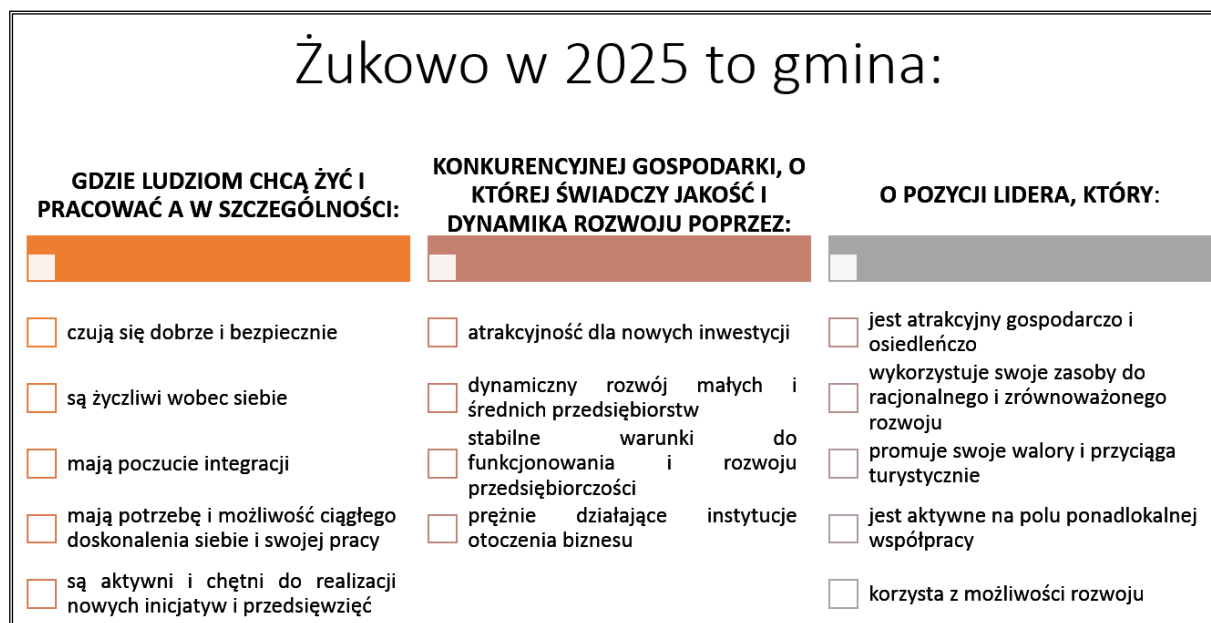 Żukowo w 2025 to gmina:
GDZIE LUDZIOM CHCĄ ŻYĆ I
PRACOWAĆ A W SZCZEGÓLNOŚCI:
czują się dobrze i bezpiecznie
są życzliwi wobec siebie
mają poczucie integracji
mają potrzebę i możliwość ciągłego
doskonalenia siebie i swojej pracy
są aktywni i chętni do realizacji
nowych inicjatyw i przedsięwzięć
KONKURENCYJNEJ GOSPODARKI, O
KTÓREJ ŚWIADCZY JAKOŚĆ I
DYNAMIKA ROZWOJU POPRZEZ:
atrakcyjność dla nowych inwestycji
dynamiczny rozwój małych i
średnich przedsiębiorstw
stabilne warunki do
funkcjonowania i rozwoju
przedsiębiorczości
prężnie działające instytucje
otoczenia biznesu
O POZYCJI LIDERA, KTÓRY:
jest atrakcyjny gospodarczo i
osiedleńczo
wykorzystuje swoje zasoby do
racjonalnego i zrównoważonego
rozwoju
promuje swoje walory i przyciąga
turystycznie
jest aktywne na polu ponadlokalnej
współpracy
korzysta z możliwości rozwoju